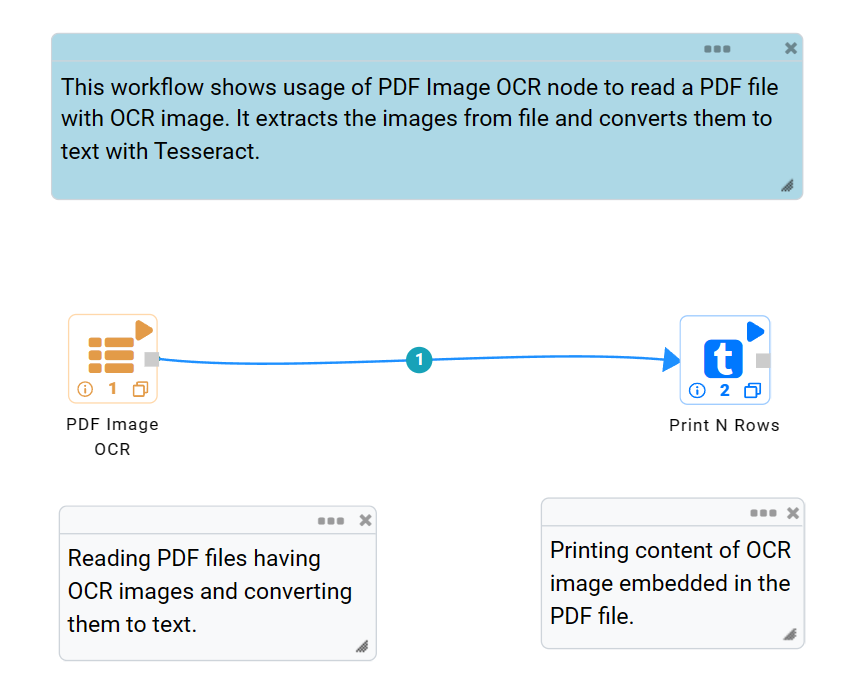 This workflow shows usage of PDF Image OCR node to read a PDF file
with OCR image. It extracts the images from file and converts them to
text with Tesseract.
1
t
1
2
PDF Image
OCR
Print N Rows
Reading PDF files having
OCR images and converting
them to text.
Printing content of OCR
image embedded in the
PDF file.